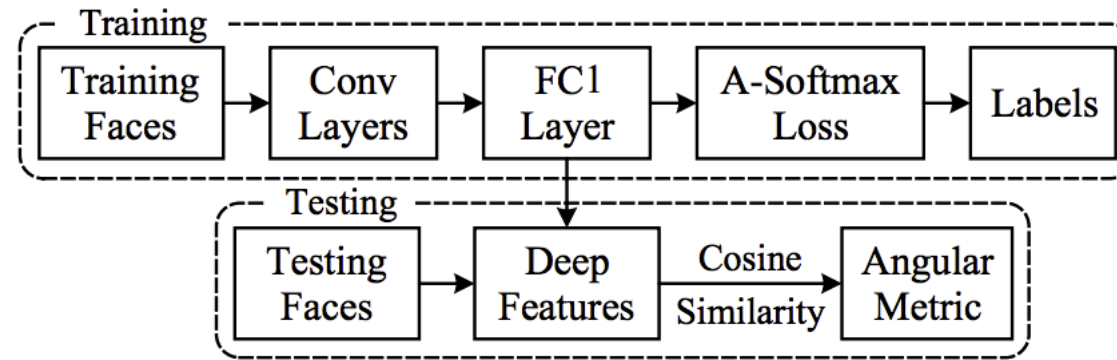 Training
Training
Faces
Conv
Layers
FC1
Layer
A-Softmax
Loss
Labels
Testing
Testing
Faces
Deep
Features
Cosine
Similarity
Angular
Metric